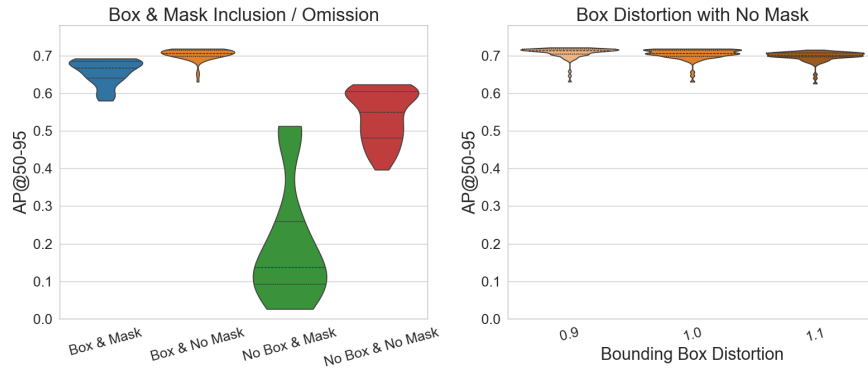 Box & Mask Inclusion / Omission
AP@50-95
0.7
0.6
0.5
0.4
0.3
0.2
0.1
0.0
Box & Mask
Box & No Mask
No Box & Mask
No Box & No Mask
Box Distortion with No Mask
AP@50-95
0.7
0.6
0.5
0.4
0.3
0.2
0.1
0.0
0.9
1.0
1.1
Bounding Box Distortion